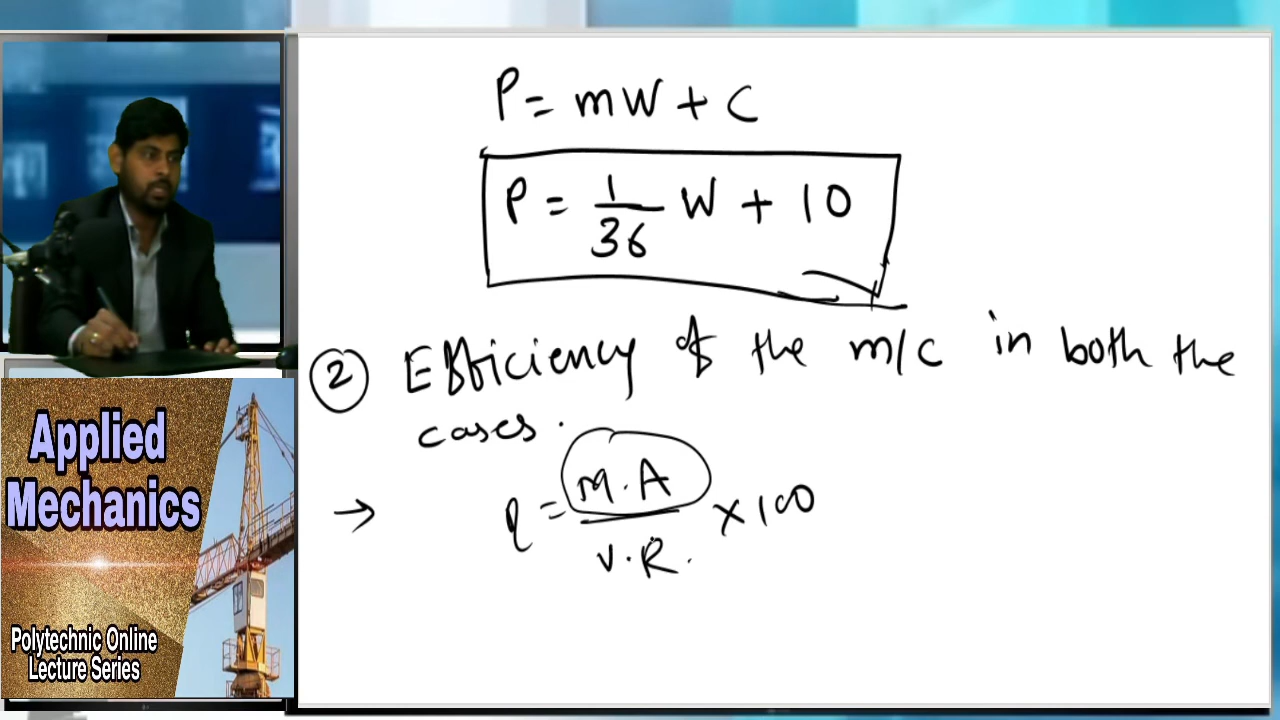 P = mW + C
P = 1/36 W + 10
② Efficiency of the m/c in both the
cases.
→ η = M.A / V.R. × 100
Applied
Mechanics
Polytechnic Online
Lecture Series